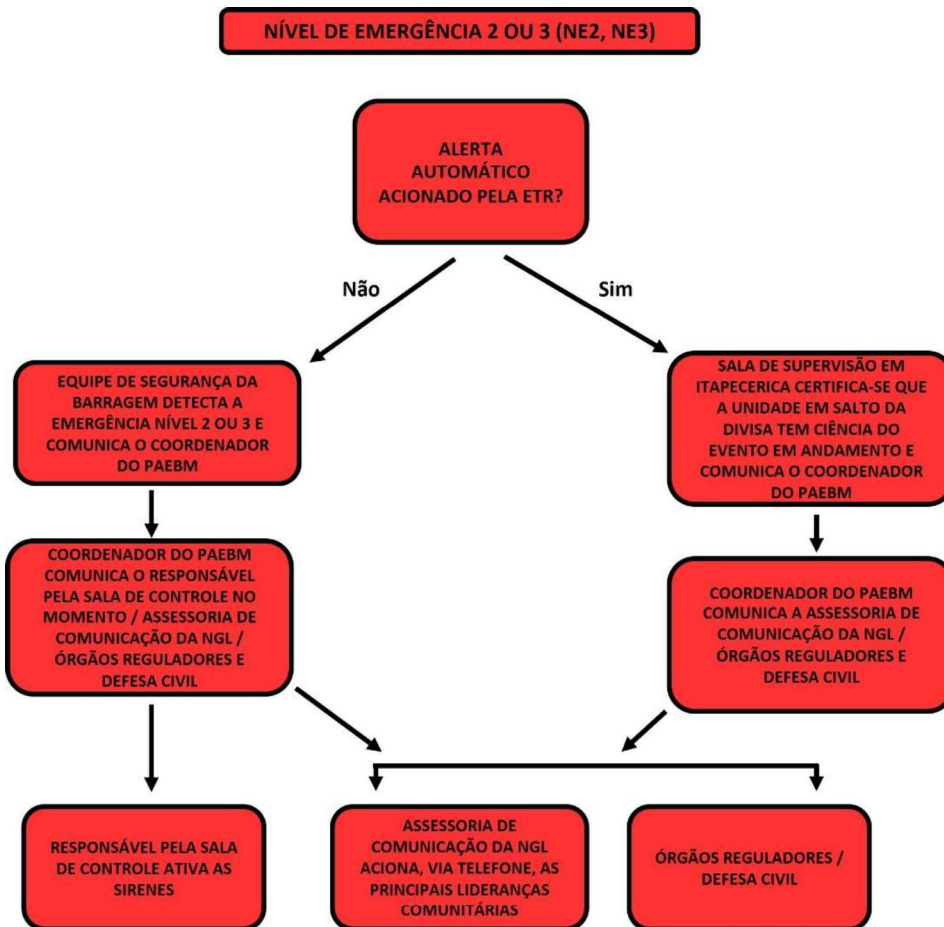 NÍVEL DE EMERGÊNCIA 2 OU 3 (NE2, NE3)
ALERTA
AUTOMÁTICO
ACIONADO PELA ETR?
Não
Sim
EQUIPE DE SEGURANÇA DA
BARRAGEM DETECTA A
EMERGÊNCIA NÍVEL 2 OU 3 E
COMUNICA O COORDENADOR
DO PAEBM
SALA DE SUPERVISÃO EM
ITAPECERICA CERTIFICA-SE QUE
A UNIDADE EM SALTO DA
DIVISA TEM CIÊNCIA DO
EVENTO EM ANDAMENTO E
COMUNICA O COORDENADOR
DO PAEBM
COORDENADOR DO PAEBM
COMUNICA O RESPONSÁVEL
PELA SALA DE CONTROLE NO
MOMENTO / ASSESSORIA DE
COMUNICAÇÃO DA NGL /
ÓRGÃOS REGULADORES E
DEFESA CIVIL
COORDENADOR DO PAEBM
COMUNICA A ASSESSORIA DE
COMUNICAÇÃO DA NGL /
ÓRGÃOS REGULADORES E
DEFESA CIVIL
RESPONSÁVEL PELA SALA
DE CONTROLE ATIVA AS
SIRENES
ASSESSORIA DE
COMUNICAÇÃO DA NGL
ACIONA, VIA TELEFONE, AS
PRINCIPAIS LIDERANÇAS
COMUNITÁRIAS
ÓRGÃOS REGULADORES /
DEFESA CIVIL